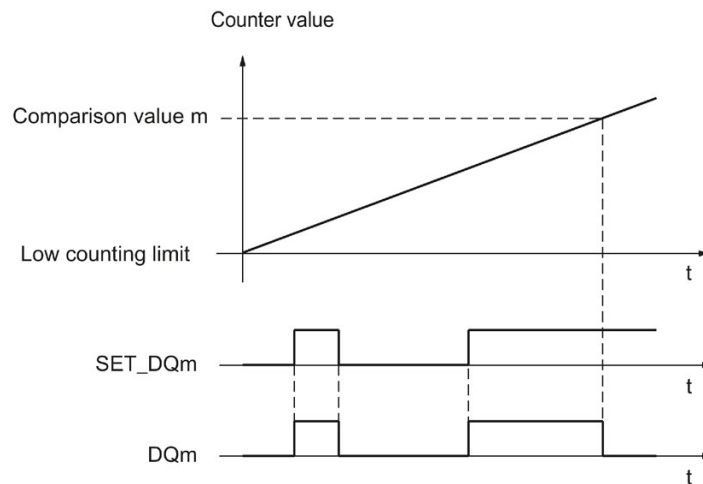 Counter value
Comparison value m
Low counting limit
t
SET_DQm
t
DQm
t